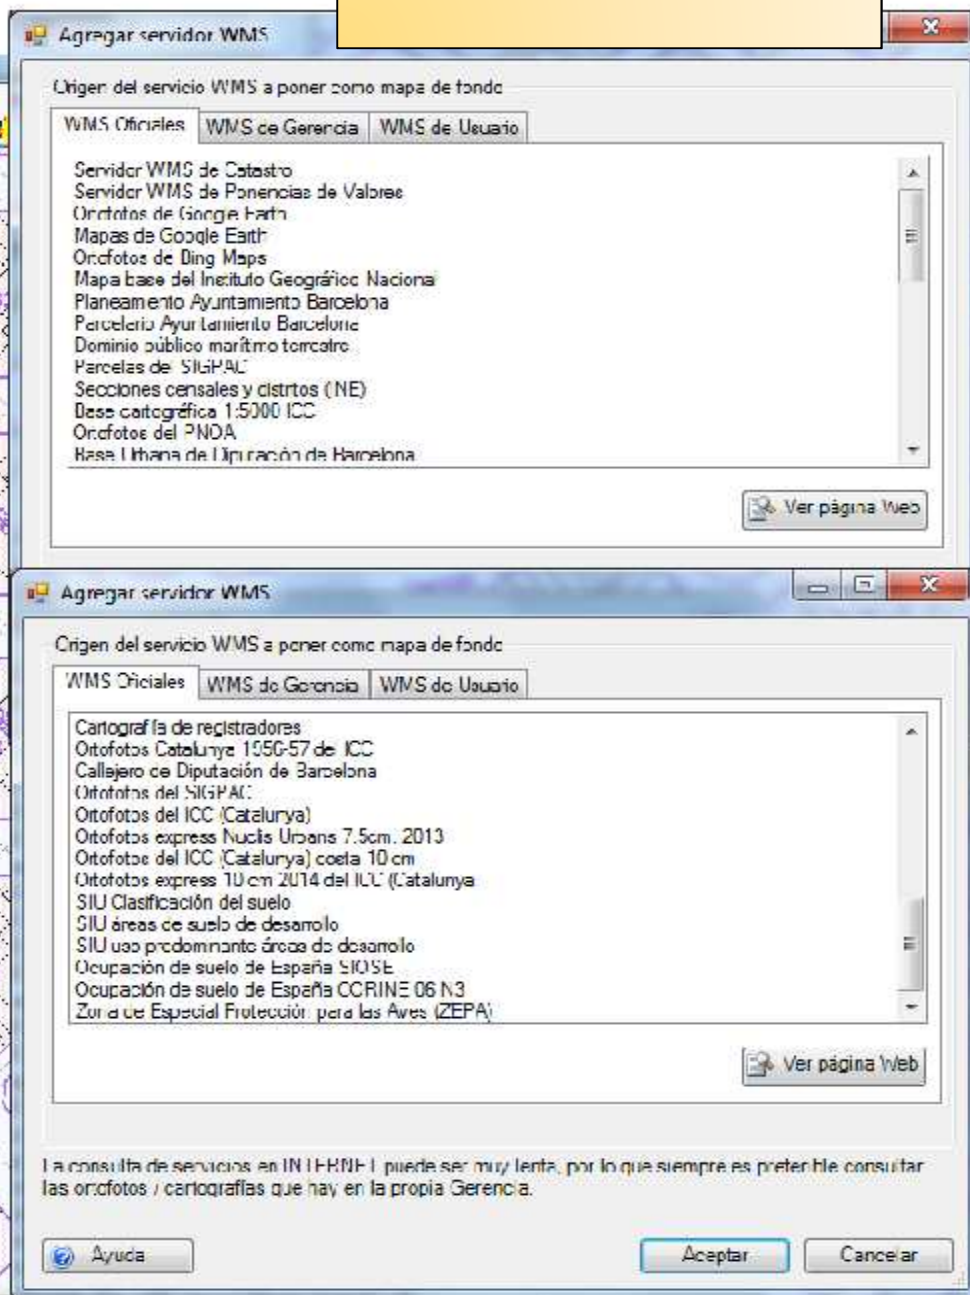 Agregar servidor WMS
Origen del servicio WMS a poner como mapa de fondo
WMS Oficiales WMS de Gerencia WMS de Usuario
Servidor WMS de Catastro
Servidor WMS de Ponencias de Valores
Ortofotos de Google Earth
Mapas de Google Earth
Ortofotos de Bing Maps
Mapa base del Instituto Geográfico Nacional
Planeamiento Ayuntamiento Barcelona
Parcelario Ayuntamiento Barcelona
Dominio público marítimo terrestre
Parcelas del SIGPAC
Secciones censales y distritos (INE)
Base cartográfica 1:5000 ICC
Ortofotos del PNOA
Base Urbana de Diputación de Barcelona
Ver página Web
Agregar servidor WMS
Origen del servicio WMS a poner como mapa de fondo
WMS Oficiales WMS de Gerencia WMS de Usuario
Cartografía de registradores
Ortofotos Catalunya 1956-57 del ICC
Callejero de Diputación de Barcelona
Ortofotos del SIGPAC
Ortofotos del ICC (Catalunya)
Ortofotos express Nuclis Urbans 7.5cm. 2013
Ortofotos del ICC (Catalunya) costa 10 cm
Ortofotos express 10 cm 2014 del ICC (Catalunya
SIU Clasificación del suelo
SIU áreas de suelo de desarrollo
SIU uso predominante áreas de desarrollo
Ocupación de suelo de España SIOSE
Ocupación de suelo de España CORINE 06 N3
Zona de Especial Protección para las Aves (ZEPA)
Ver página Web
La consulta de servicios en INTERNET puede ser muy lenta, por lo que siempre es preferible consultar
las ortofotos / cartografías que hay en la propia Gerencia.
Ayuda Aceptar Cancelar